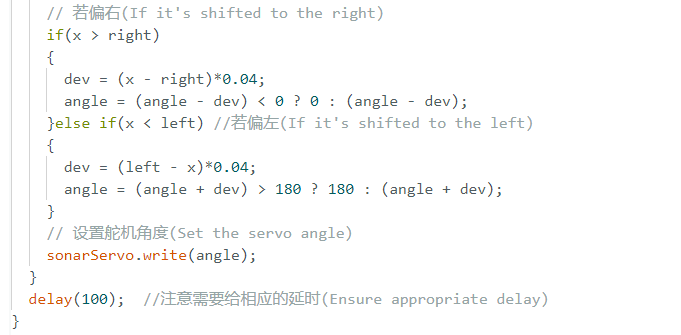 // 若偏右(If it's shifted to the right)
if(x > right)
{
dev = (x - right)*0.04;
angle = (angle - dev) < 0 ? 0 : (angle - dev);
}else if(x < left) //若偏左(If it's shifted to the left)
{
dev = (left - x)*0.04;
angle = (angle + dev) > 180 ? 180 : (angle + dev);
}
// 设置舵机角度(Set the servo angle)
sonarServo.write(angle);
}
delay(100);  //注意需要给相应的延时(Ensure appropriate delay)
}